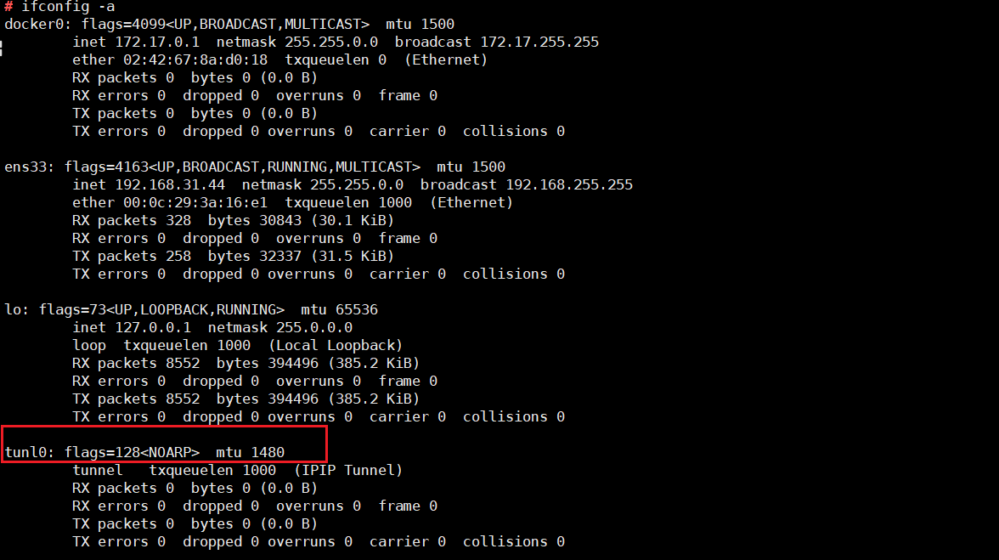 # ifconfig -a
docker0: flags=4099<UP,BROADCAST,MULTICAST>  mtu 1500
        inet 172.17.0.1  netmask 255.255.0.0  broadcast 172.17.255.255
        ether 02:42:67:8a:d0:18  txqueuelen 0  (Ethernet)
        RX packets 0  bytes 0 (0.0 B)
        RX errors 0  dropped 0  overruns 0  frame 0
        TX packets 0  bytes 0 (0.0 B)
        TX errors 0  dropped 0 overruns 0  carrier 0  collisions 0

ens33: flags=4163<UP,BROADCAST,RUNNING,MULTICAST>  mtu 1500
        inet 192.168.31.44  netmask 255.255.0.0  broadcast 192.168.255.255
        ether 00:0c:29:3a:16:e1  txqueuelen 1000  (Ethernet)
        RX packets 328  bytes 30843 (30.1 KiB)
        RX errors 0  dropped 0  overruns 0  frame 0
        TX packets 258  bytes 32337 (31.5 KiB)
        TX errors 0  dropped 0 overruns 0  carrier 0  collisions 0

lo: flags=73<UP,LOOPBACK,RUNNING>  mtu 65536
        inet 127.0.0.1  netmask 255.0.0.0
        loop  txqueuelen 1000  (Local Loopback)
        RX packets 8552  bytes 394496 (385.2 KiB)
        RX errors 0  dropped 0  overruns 0  frame 0
        TX packets 8552  bytes 394496 (385.2 KiB)
        TX errors 0  dropped 0 overruns 0  carrier 0  collisions 0

tunl0: flags=128<NOARP>  mtu 1480
        tunnel   txqueuelen 1000  (IPIP Tunnel)
        RX packets 0  bytes 0 (0.0 B)
        RX errors 0  dropped 0  overruns 0  frame 0
        TX packets 0  bytes 0 (0.0 B)
        TX errors 0  dropped 0 overruns 0  carrier 0  collisions 0